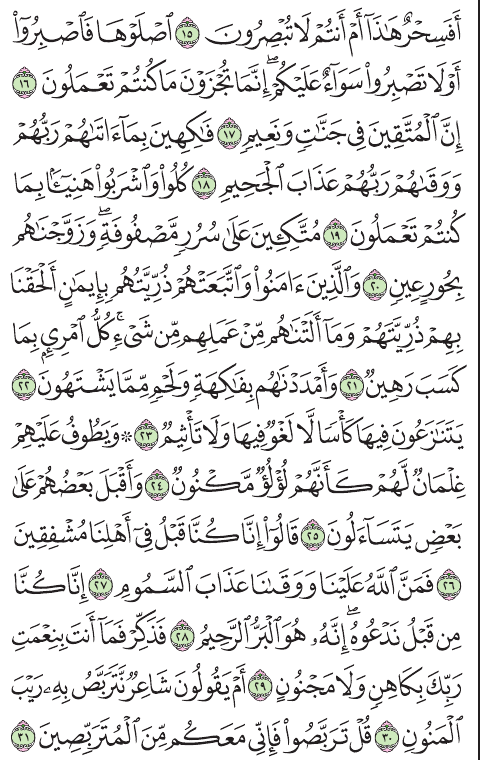 أَفَسِحْرٌ هَٰذَآ أَمْ أَنتُمْ لَا تُبْصِرُونَ ١٥ ٱصْلَوْهَا فَٱصْبِرُوٓا۟
أَوْ لَا تَصْبِرُوا۟ سَوَآءٌ عَلَيْكُمْ ۖ إِنَّمَا تُجْزَوْنَ مَا كُنتُمْ تَعْمَلُونَ ١٦
إِنَّ ٱلْمُتَّقِينَ فِى جَنَّٰتٍ وَنَعِيمٍ ١٧ فَٰكِهِينَ بِمَآ ءَاتَىٰهُمْ رَبُّهُمْ
وَوَقَىٰهُمْ رَبُّهُمْ عَذَابَ ٱلْجَحِيمِ ١٨ كُلُوا۟ وَٱشْرَبُوا۟ هَنِيٓـًٔۢا بِمَا
كُنتُمْ تَعْمَلُونَ ١٩ مُتَّكِـِٔينَ عَلَىٰ سُرُرٍ مَّصْفُوفَةٍ ۖ وَزَوَّجْنَٰهُم
بِحُورٍ عِينٍ ٢٠ وَٱلَّذِينَ ءَامَنُوا۟ وَٱتَّبَعَتْهُمْ ذُرِّيَّتُهُم بِإِيمَٰنٍ أَلْحَقْنَا
بِهِمْ ذُرِّيَّتَهُمْ وَمَآ أَلَتْنَٰهُم مِّنْ عَمَلِهِم مِّن شَىْءٍ ۚ كُلُّ ٱمْرِئٍۭ بِمَا
كَسَبَ رَهِينٌ ٢١ وَأَمْدَدْنَٰهُم بِفَٰكِهَةٍ وَلَحْمٍ مِّمَّا يَشْتَهُونَ ٢٢
يَتَنَٰزَعُونَ فِيهَا كَأْسًا لَّا لَغْوٌ فِيهَا وَلَا تَأْثِيمٌ ٢٣ ۞ وَيَطُوفُ عَلَيْهِمْ
غِلْمَانٌ لَّهُمْ كَأَنَّهُمْ لُؤْلُؤٌ مَّكْنُونٌ ٢٤ وَأَقْبَلَ بَعْضُهُمْ عَلَىٰ
بَعْضٍ يَتَسَآءَلُونَ ٢٥ قَالُوٓا۟ إِنَّا كُنَّا قَبْلُ فِىٓ أَهْلِنَا مُشْفِقِينَ
٢٦ فَمَنَّ ٱللَّهُ عَلَيْنَا وَوَقَىٰنَا عَذَابَ ٱلسَّمُومِ ٢٧ إِنَّا كُنَّا
مِن قَبْلُ نَدْعُوهُ ۖ إِنَّهُۥ هُوَ ٱلْبَرُّ ٱلرَّحِيمُ ٢٨ فَذَكِّرْ فَمَآ أَنتَ بِنِعْمَتِ
رَبِّكَ بِكَاهِنٍ وَلَا مَجْنُونٍ ٢٩ أَمْ يَقُولُونَ شَاعِرٌ نَّتَرَبَّصُ بِهِۦ رَيْبَ
ٱلْمَنُونِ ٣٠ قُلْ تَرَبَّصُوا۟ فَإِنِّى مَعَكُم مِّنَ ٱلْمُتَرَبِّصِينَ ٣١